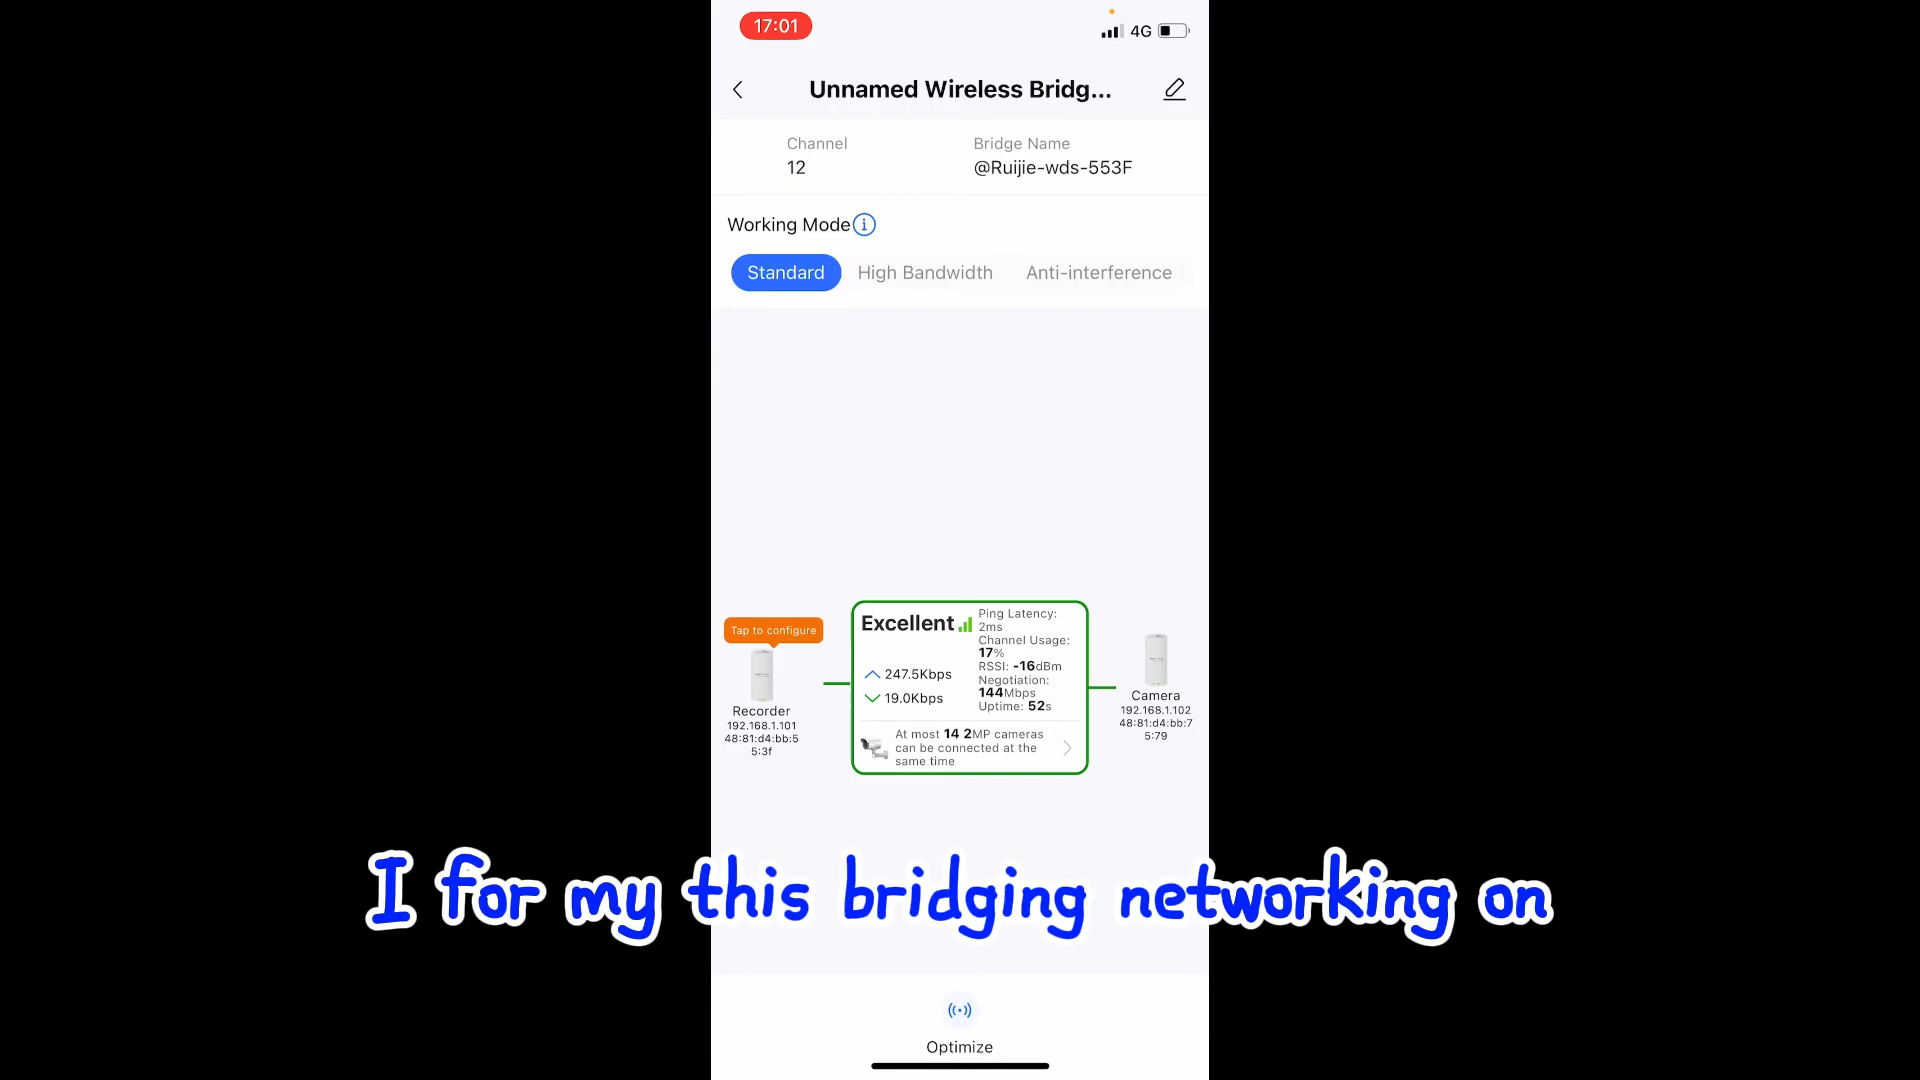 17:01
4G
Unnamed Wireless Bridg...
Channel
12
Bridge Name
@Ruijie-wds-553F
Working Mode
Standard
High Bandwidth
Anti-interference
Tap to configure
Recorder
192.168.1.101
48:81:d4:bb:5
5:3f
Excellent
247.5Kbps
19.0Kbps
Ping Latency:
2ms
Channel Usage:
17%
RSSI: -16dBm
Negotiation:
144Mbps
Uptime: 52s
At most 14 2MP cameras
can be connected at the
same time
Camera
192.168.1.102
48:81:d4:bb:7
5:79
I for my this bridging networking on
Optimize